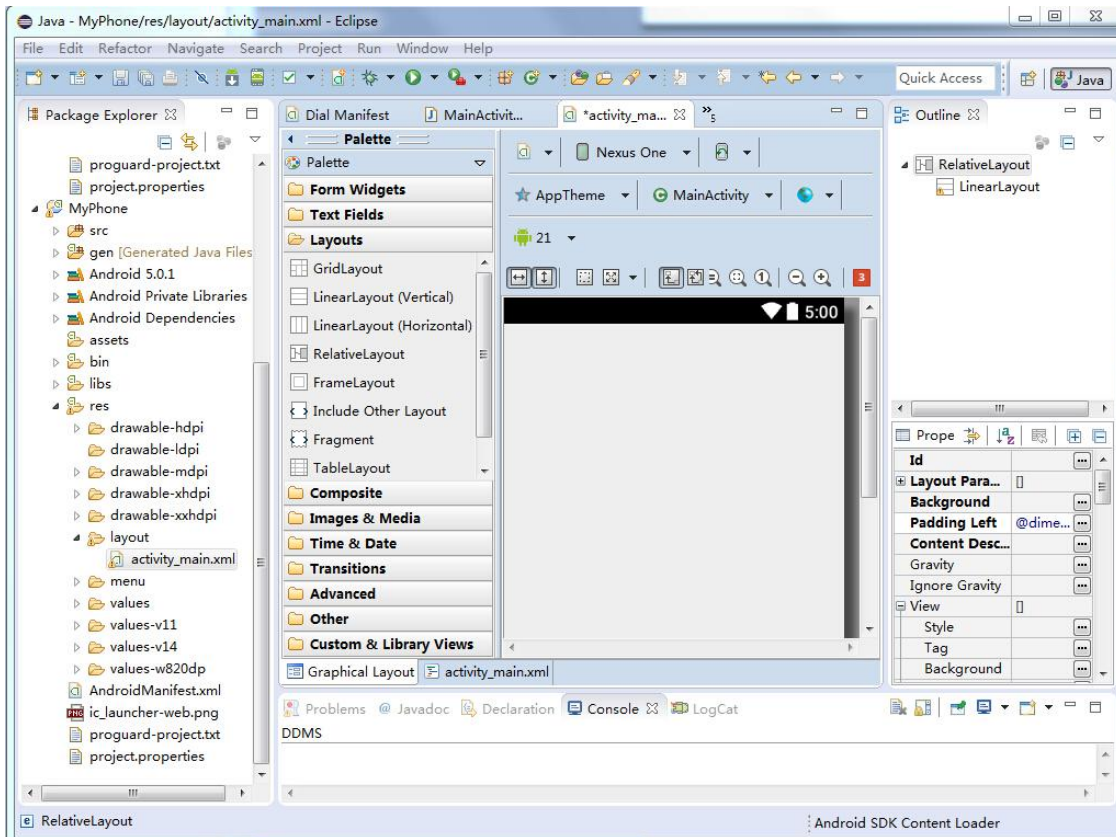 Java - MyPhone/res/layout/activity_main.xml - Eclipse
File Edit Refactor Navigate Search Project Run Window Help
Quick Access
Java
Package Explorer
proguard-project.txt
project.properties
MyPhone
src
gen [Generated Java Files
Android 5.0.1
Android Private Libraries
Android Dependencies
assets
bin
libs
res
drawable-hdpi
drawable-ldpi
drawable-mdpi
drawable-xhdpi
drawable-xxhdpi
layout
activity_main.xml
menu
values
values-v11
values-v14
values-w820dp
AndroidManifest.xml
ic_launcher-web.png
proguard-project.txt
project.properties
Dial Manifest
MainActivit...
*activity_ma...
»5
Palette
Palette
Form Widgets
Text Fields
Layouts
GridLayout
LinearLayout (Vertical)
LinearLayout (Horizontal)
RelativeLayout
FrameLayout
Include Other Layout
Fragment
TableLayout
Composite
Images & Media
Time & Date
Transitions
Advanced
Other
Custom & Library Views
Nexus One
AppTheme
MainActivity
21
3
5:00
Graphical Layout
activity_main.xml
Outline
RelativeLayout
LinearLayout
Prope
Id
Layout Para... []
Background
Padding Left @dime...
Content Desc...
Gravity
Ignore Gravity
View []
Style
Tag
Background
Problems @ Javadoc Declaration Console LogCat
DDMS
RelativeLayout
Android SDK Content Loader